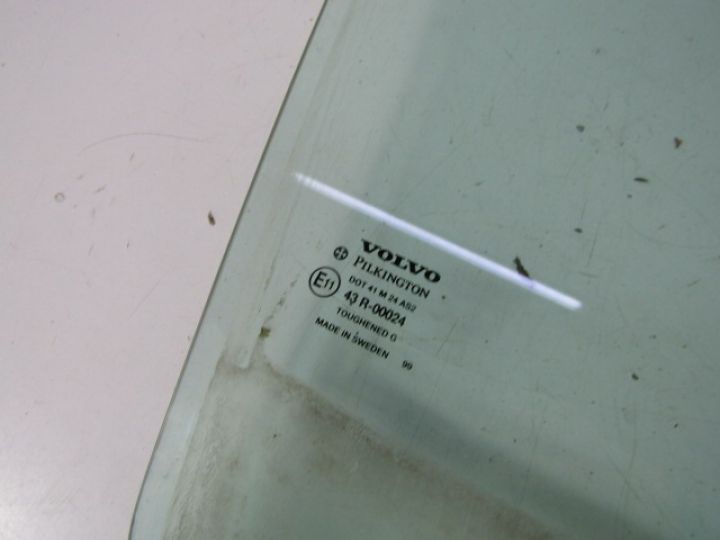 VOLVO
PILKINGTON
E11
DOT 41 M 24 AS2
43 R-00024
TOUGHENED G
MADE IN SWEDEN 99